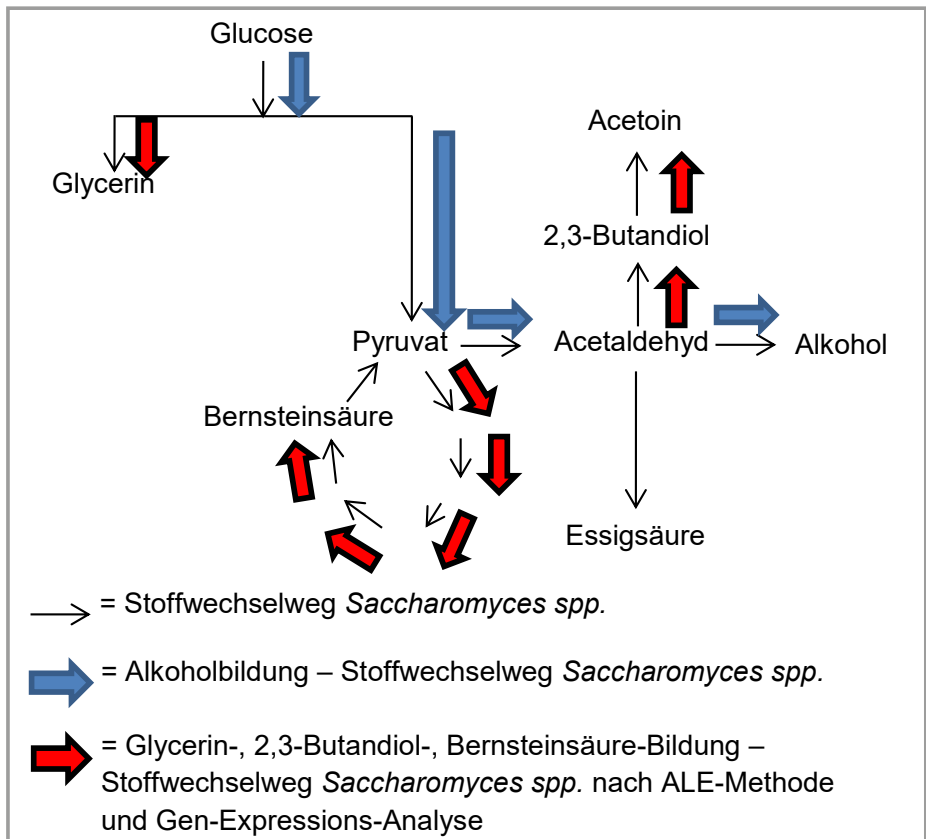 Glucose
Acetoin
Glycerin
2,3-Butandiol
Pyruvat
Acetaldehyd
Alkohol
Bernsteinsäure
Essigsäure
= Stoffwechselweg Saccharomyces spp.
= Alkoholbildung – Stoffwechselweg Saccharomyces spp.
= Glycerin-, 2,3-Butandiol-, Bernsteinsäure-Bildung –
Stoffwechselweg Saccharomyces spp. nach ALE-Methode
und Gen-Expressions-Analyse